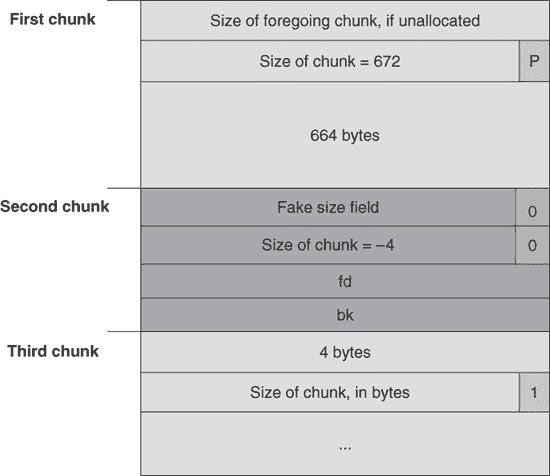 First chunk
Size of foregoing chunk, if unallocated
Size of chunk = 672
P
664 bytes
Second chunk
Fake size field
0
Size of chunk = –4
0
fd
bk
Third chunk
4 bytes
Size of chunk, in bytes
1
...